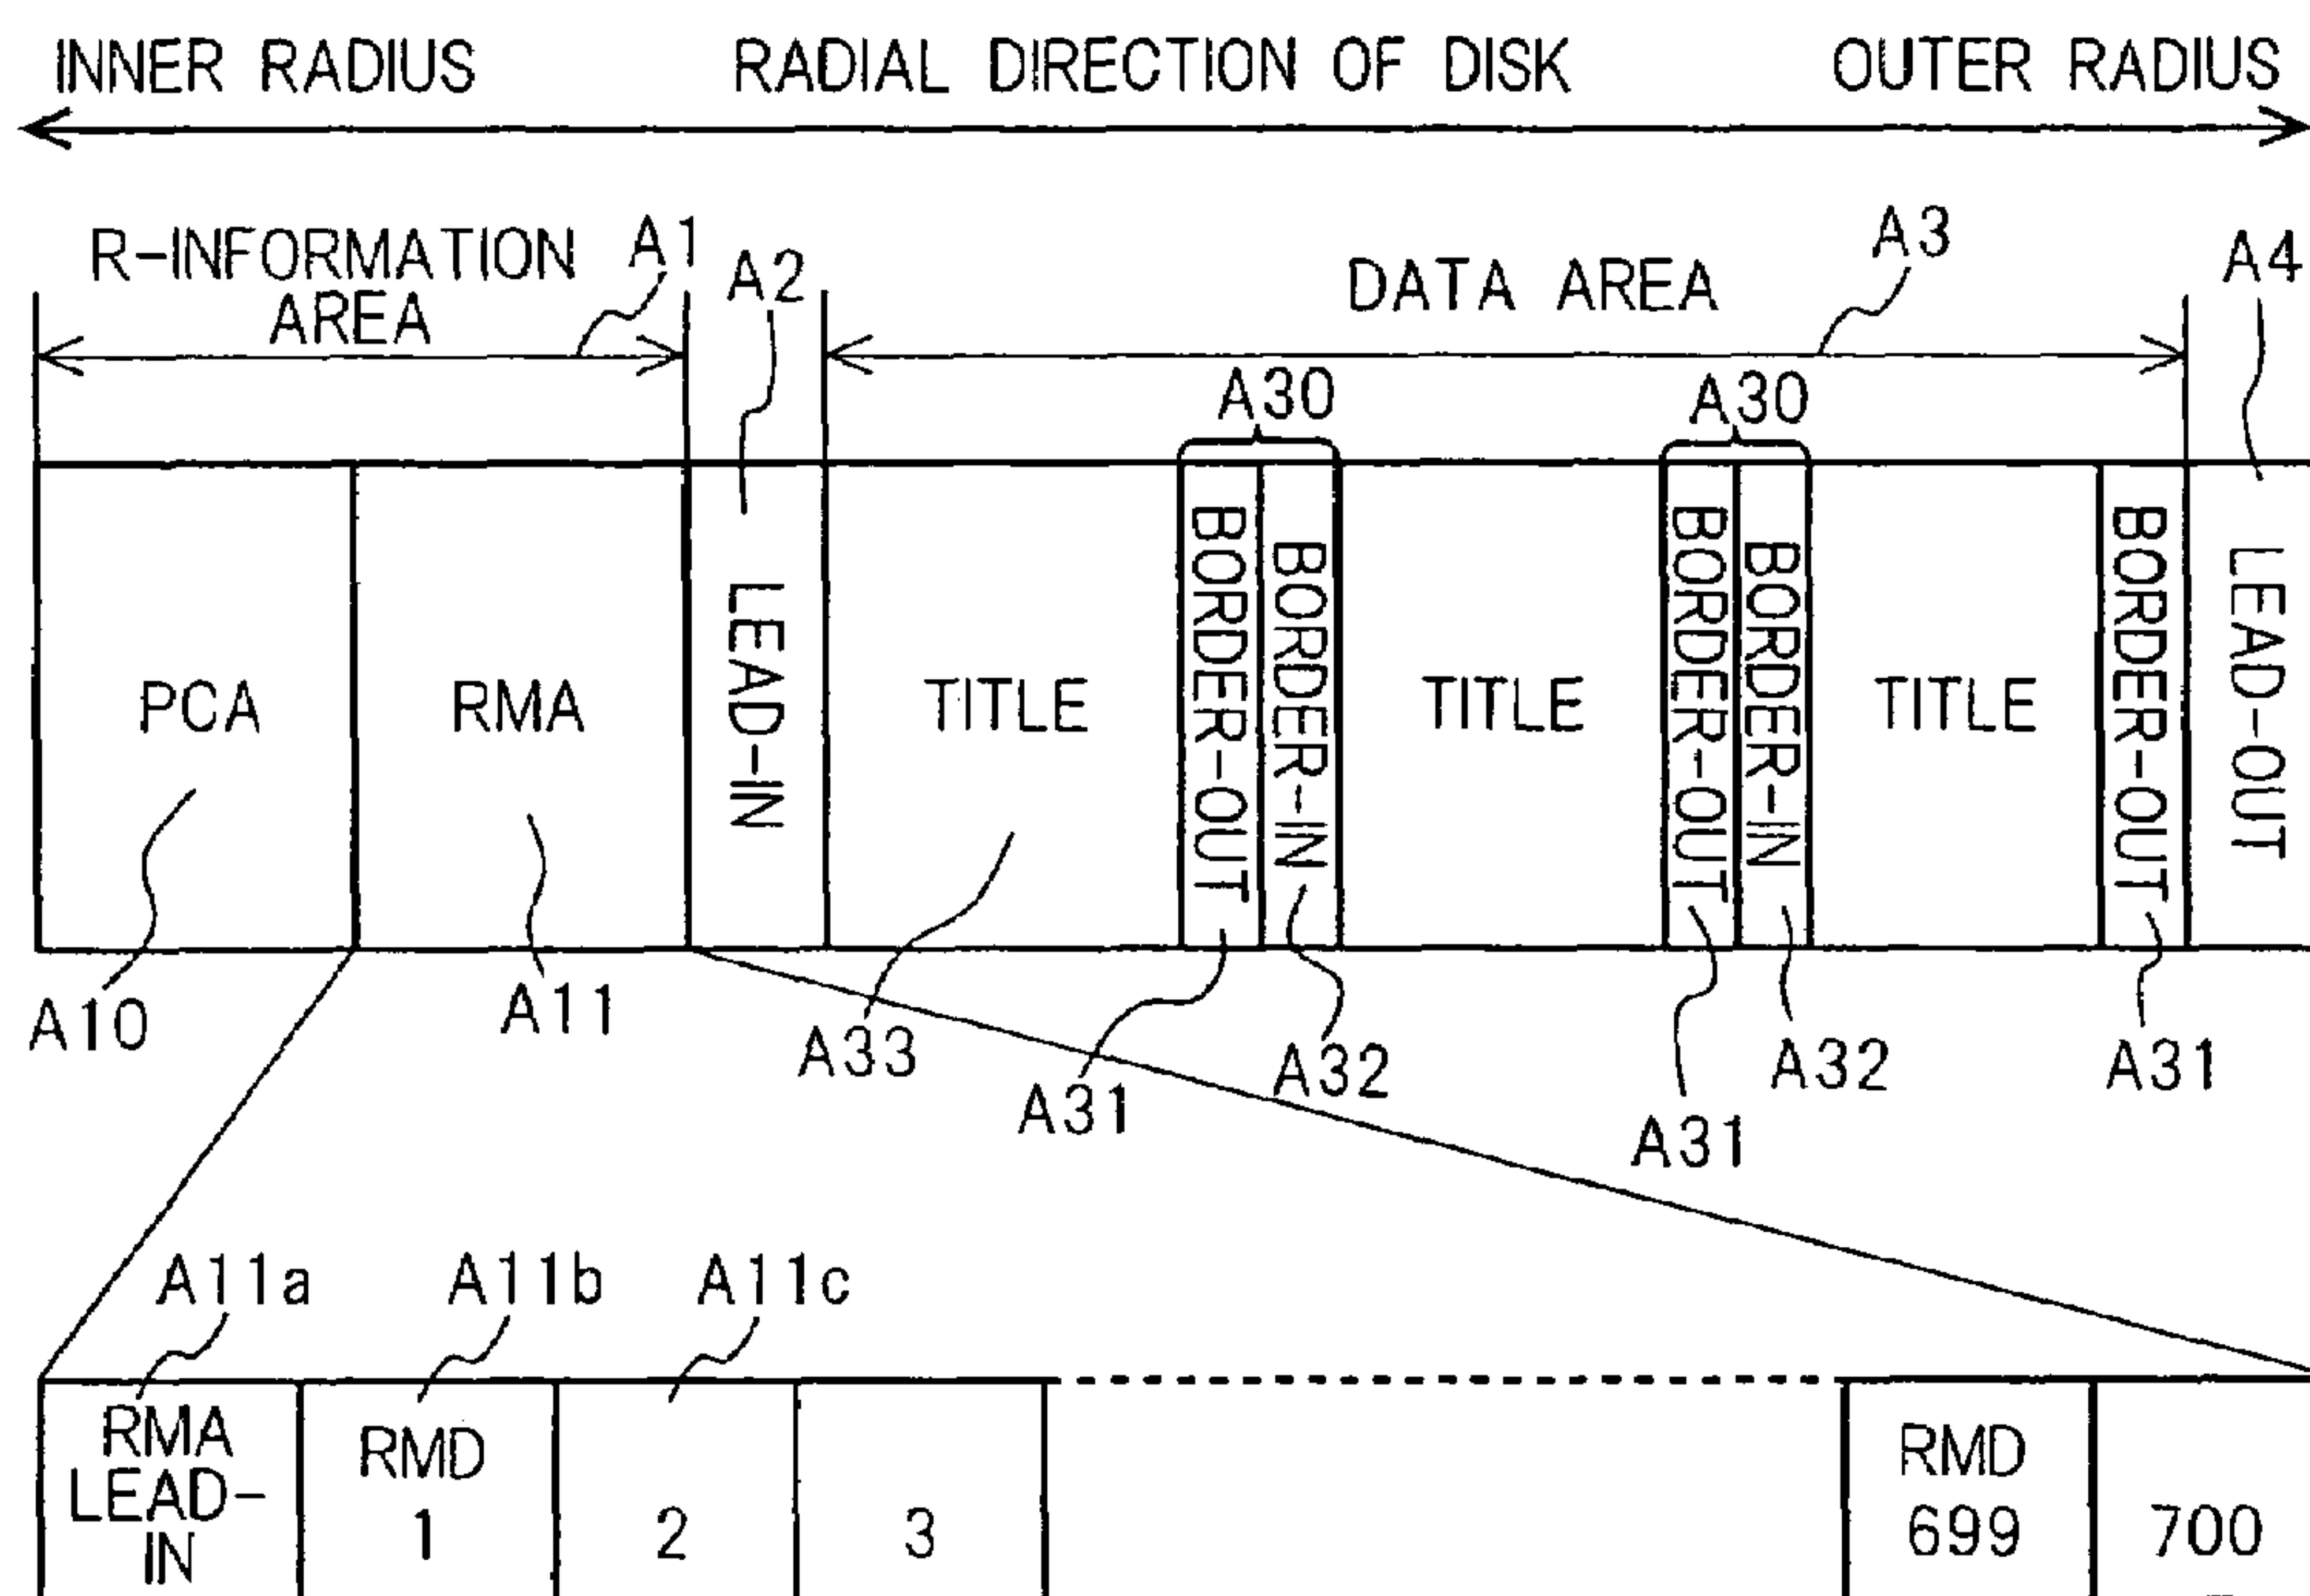 INNER RADIUS RADIAL DIRECTION OF DISK OUTER RADIUS
R-INFORMATION AREA A1 A2 DATA AREA A3 A4
A30 A30
PCA RMA LEAD-IN TITLE BORDER-OUT BORDER-IN TITLE BORDER-OUT BORDER-IN TITLE BORDER-OUT LEAD-OUT
A10 A11 A33 A31 A32 A31 A32 A31
A11a A11b A11c
RMA LEAD-IN RMD 1 2 3 RMD 699 700